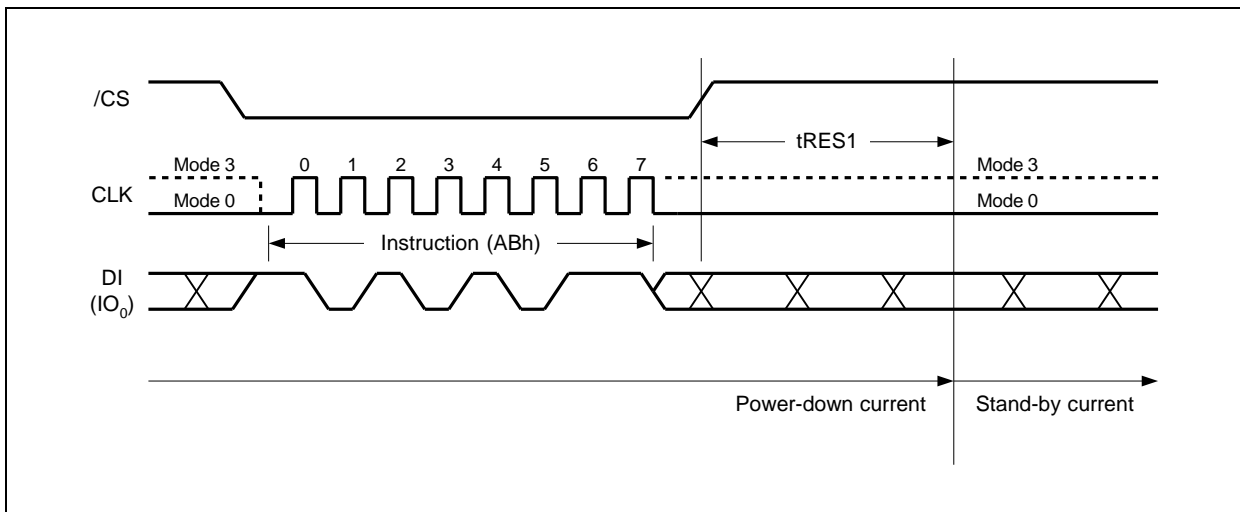 /CS
tRES1
Mode 3 0 1 2 3 4 5 6 7 Mode 3
CLK
Mode 0 Mode 0
Instruction (ABh)
DI
(IO0)
Power-down current Stand-by current